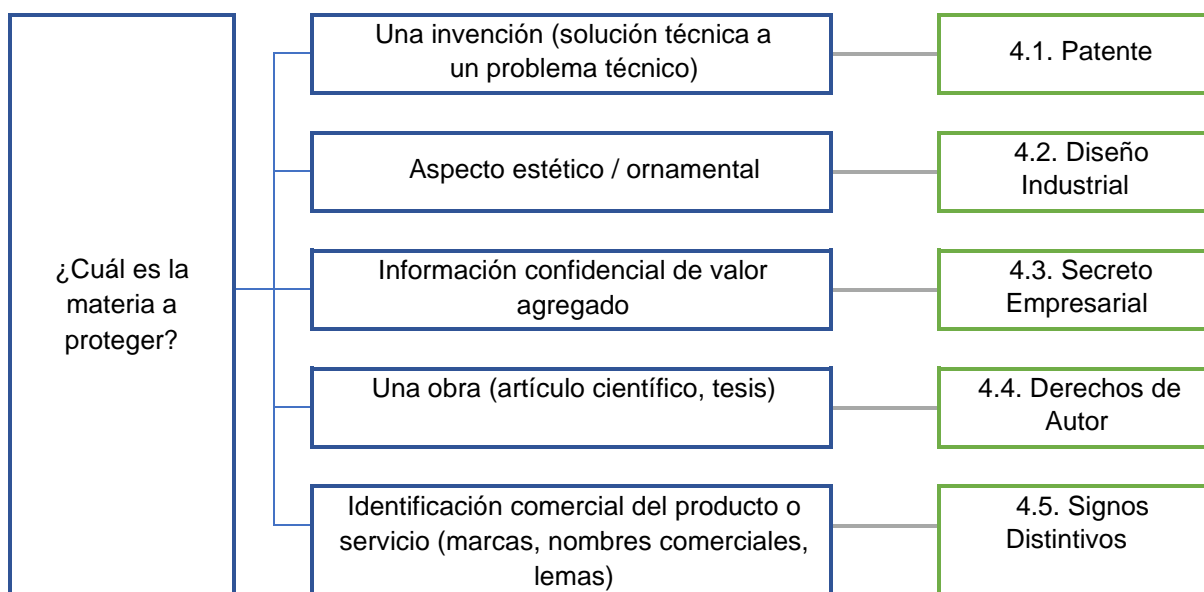 ¿Cuál es la
materia a
proteger?
Una invención (solución técnica a
un problema técnico)
4.1. Patente
Aspecto estético / ornamental
4.2. Diseño
Industrial
Información confidencial de valor
agregado
4.3. Secreto
Empresarial
Una obra (artículo científico, tesis)
4.4. Derechos de
Autor
Identificación comercial del producto o
servicio (marcas, nombres comerciales,
lemas)
4.5. Signos
Distintivos